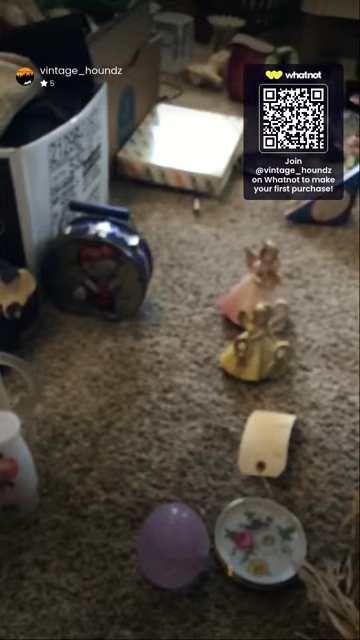 vintage_houndz
★ 5
whatnot
Join
@vintage_houndz
on Whatnot to make
your first purchase!